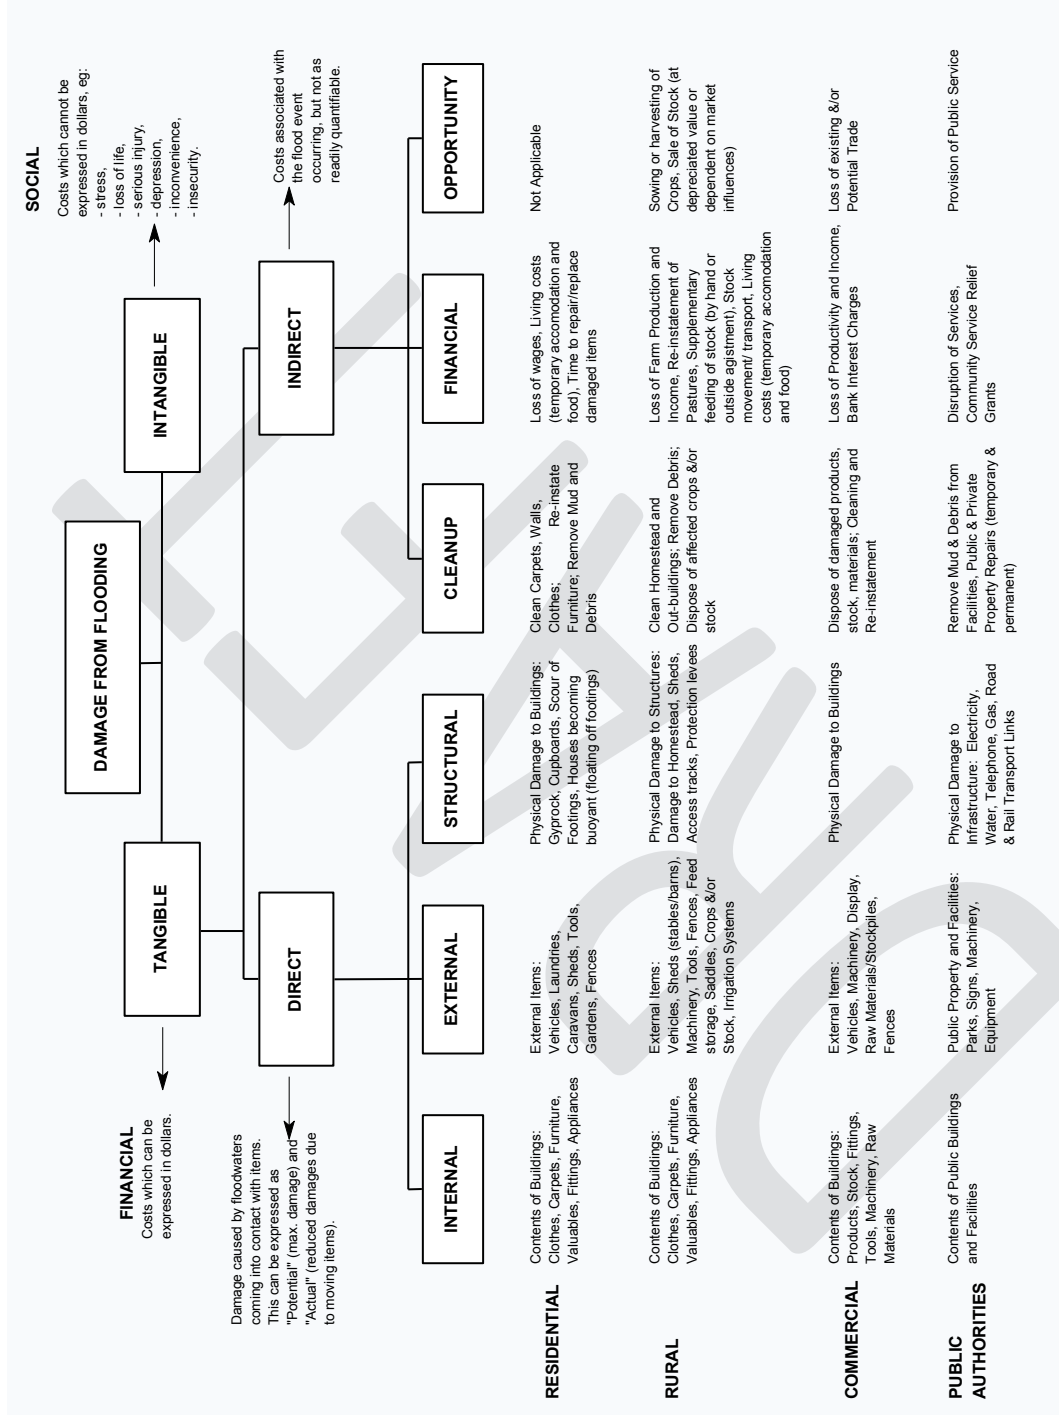 SOCIAL
Costs which cannot be
expressed in dollars, eg:
- stress,
- loss of life,
- serious injury,
- depression,
- inconvenience,
- insecurity.
DAMAGE FROM FLOODING
FINANCIAL
Costs which can be
expressed in dollars.
TANGIBLE
INTANGIBLE
Damage caused by floodwaters
coming into contact with items.
This can be expressed as
"Potential" (max. damage) and
"Actual" (reduced damages due
to moving items).
DIRECT
INDIRECT
Costs associated with
the flood event
occurring, but not as
readily quantifiable.
INTERNAL
EXTERNAL
STRUCTURAL
CLEANUP
FINANCIAL
OPPORTUNITY
RESIDENTIAL
Contents of Buildings:
Clothes, Carpets, Furniture,
Valuables, Fittings, Appliances
External Items:
Vehicles, Laundries,
Caravans, Sheds, Tools,
Gardens, Fences
Physical Damage to Buildings:
Gyprock, Cupboards, Scour of
Footings, Houses becoming
buoyant (floating off footings)
Clean Carpets, Walls,
Clothes; Re-instate
Furniture; Remove Mud and
Debris
Loss of wages, Living costs
(temporary accomodation and
food), Time to repair/replace
damaged items
Not Applicable
RURAL
Contents of Buildings:
Clothes, Carpets, Furniture,
Valuables, Fittings, Appliances
External Items:
Vehicles, Sheds (stables/barns),
Machinery, Tools, Fences, Feed
storage, Saddles, Crops &/or
Stock, Irrigation Systems
Physical Damage to Structures:
Damage to Homestead, Sheds,
Access tracks, Protection levees
Clean Homestead and
Out-buildings; Remove Debris;
Dispose of affected crops &/or
stock
Loss of Farm Production and
Income, Re-instatement of
Pastures, Supplementary
feeding of stock (by hand or
outside agistment), Stock
movement/ transport, Living
costs (temporary accomodation
and food)
Sowing or harvesting of
Crops, Sale of Stock (at
depreciated value or
dependent on market
influences)
COMMERCIAL
Contents of Buildings:
Products, Stock, Fittings,
Tools, Machinery, Raw
Materials
External Items:
Vehicles, Machinery, Display,
Raw Materials/Stockpiles,
Fences
Physical Damage to Buildings
Dispose of damaged products,
stock, materials; Cleaning and
Re-instatement
Loss of Productivity and Income,
Bank Interest Charges
Loss of existing &/or
Potential Trade
PUBLIC
AUTHORITIES
Contents of Public Buildings
and Facilities
Public Property and Facilities:
Parks, Signs, Machinery,
Equipment
Physical Damage to
Infrastructure: Electricity,
Water, Telephone, Gas, Road
& Rail Transport Links
Remove Mud & Debris from
Facilities, Public & Private
Property Repairs (temporary &
permanent)
Disruption of Services,
Community Service Relief
Grants
Provision of Public Service
DRAFT